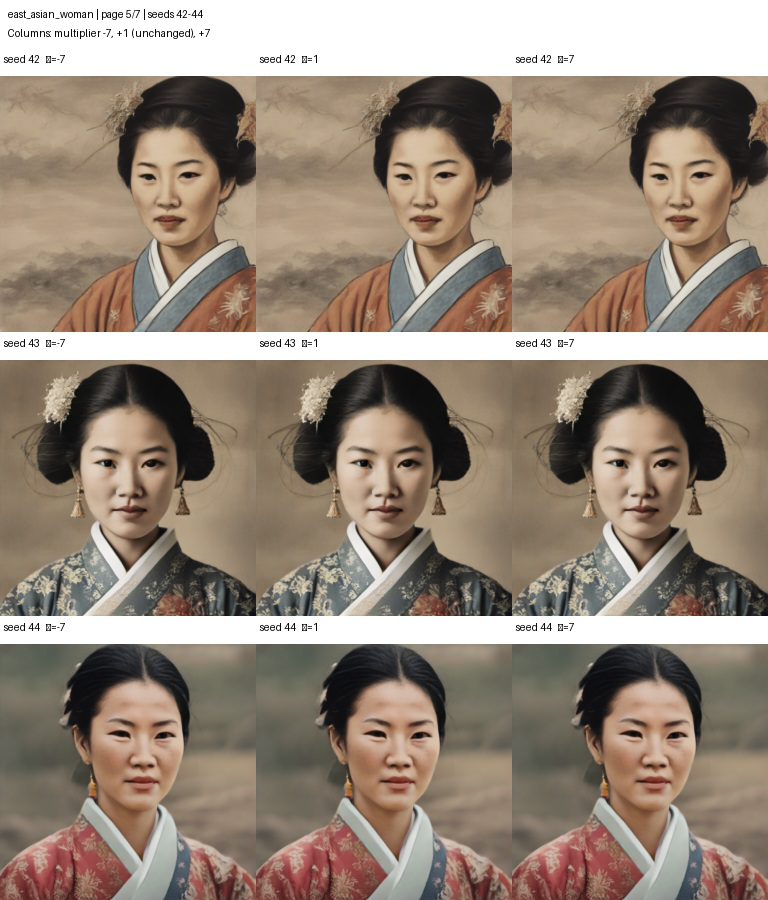 east_asian_woman | page 5/7 | seeds 42-44
Columns: multiplier -7, +1 (unchanged), +7
seed 42 =-7
seed 42 =1
seed 42 =7
seed 43 =-7
seed 43 =1
seed 43 =7
seed 44 =-7
seed 44 =1
seed 44 =7